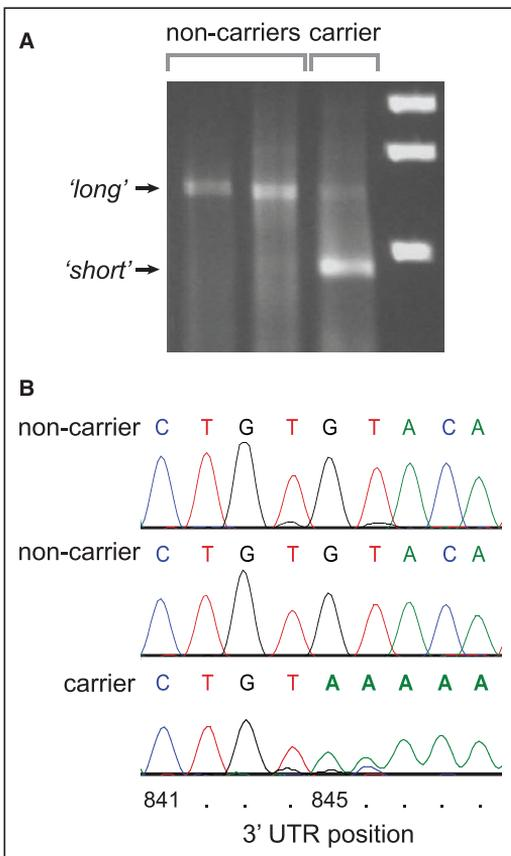 A
non-carriers carrier
'long'
'short'
B
non-carrier C T G T G T A C A
non-carrier C T G T G T A C A
carrier C T G T A A A A A
841 . . . 845 . . . .
3' UTR position